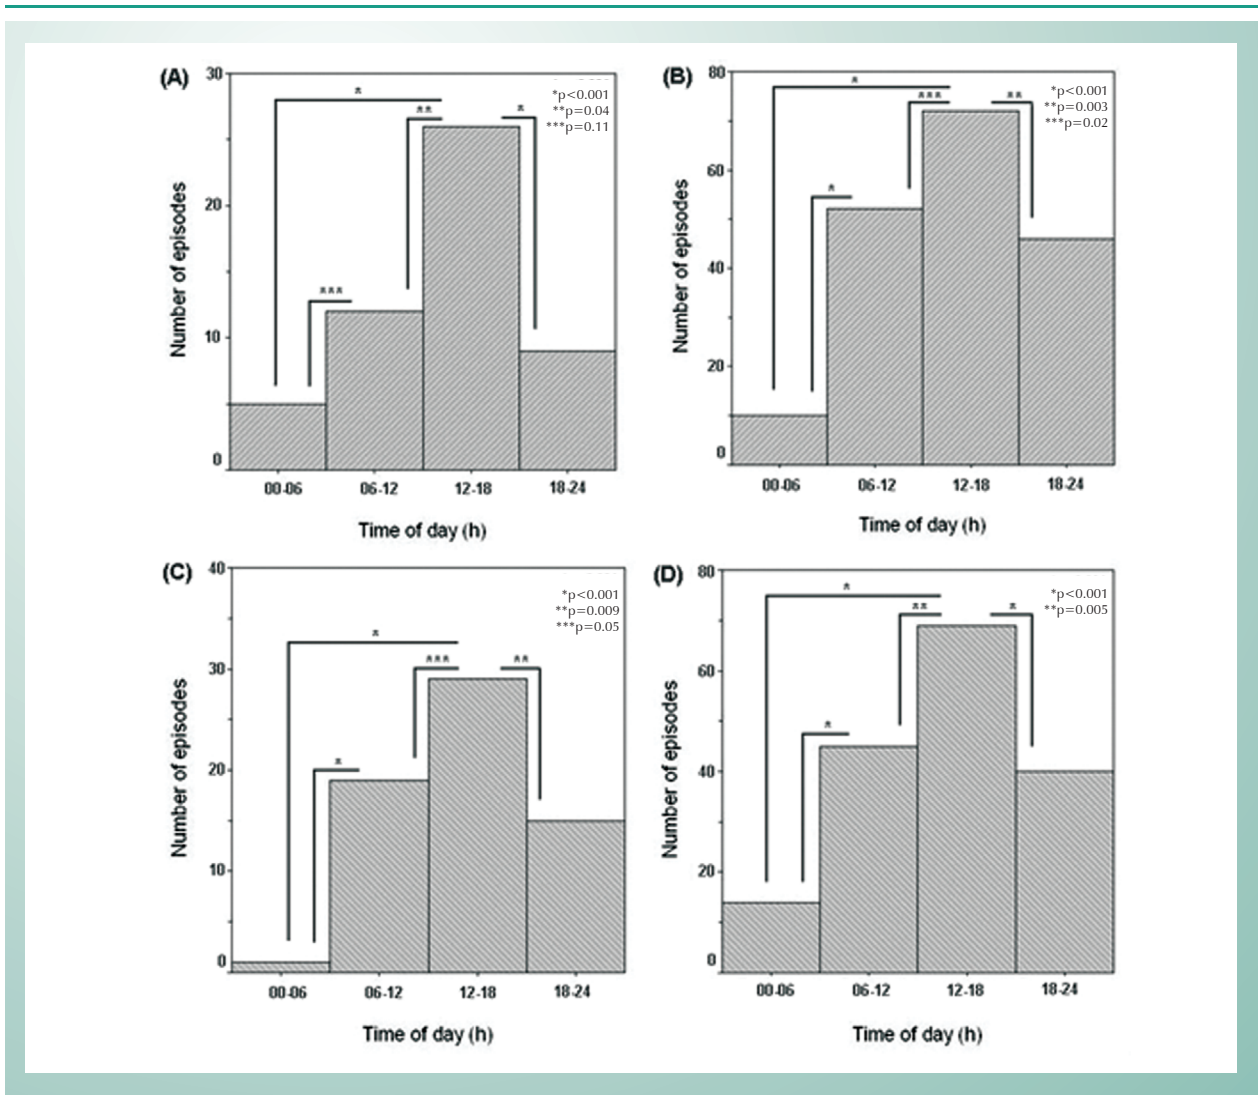 (A)
30
20
10
0
Number of episodes
*
**
*
***
*p<0.001
**p=0.04
***p=0.11
00-06 06-12 12-18 18-24
Time of day (h)
(B)
80
60
40
20
0
Number of episodes
*
***
**
*
*p<0.001
**p=0.003
***p=0.02
00-06 06-12 12-18 18-24
Time of day (h)
(C)
40
30
20
10
0
Number of episodes
*
***
**
*
*p<0.001
**p=0.009
***p=0.05
00-06 06-12 12-18 18-24
Time of day (h)
(D)
80
60
40
20
0
Number of episodes
*
**
*
*
*p<0.001
**p=0.005
00-06 06-12 12-18 18-24
Time of day (h)